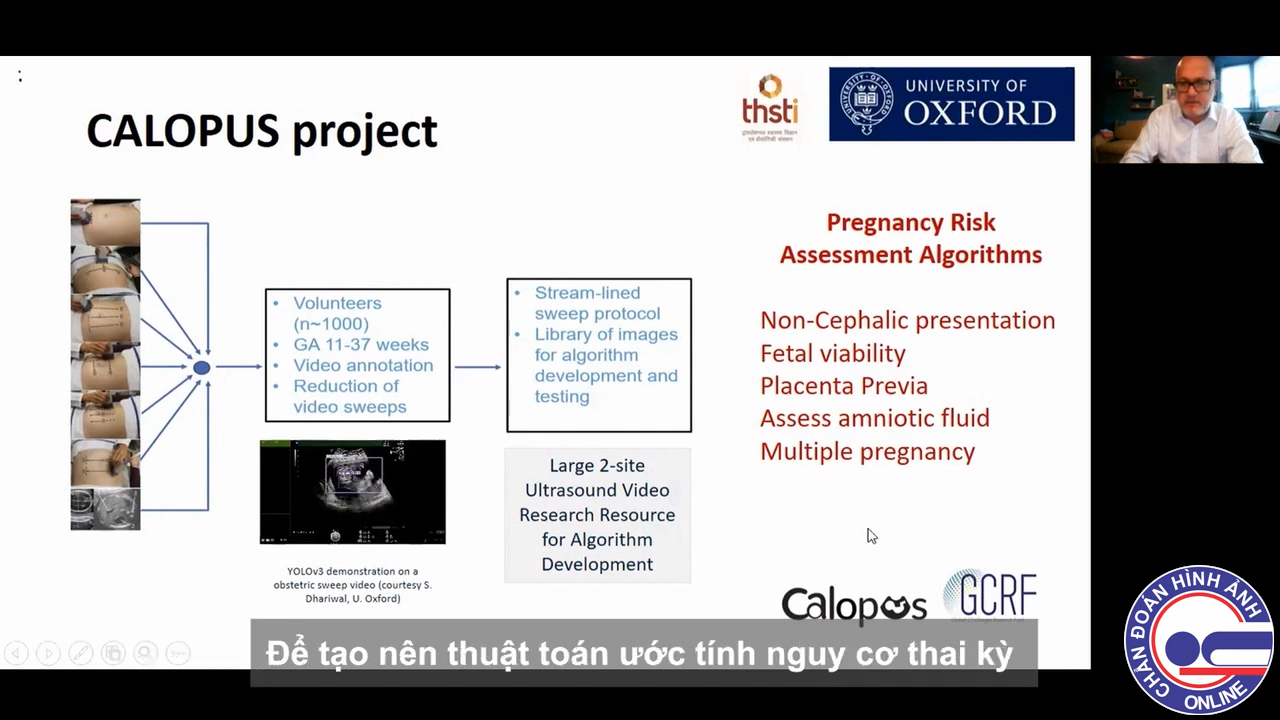 CALOPUS project
thsti
UNIVERSITY OF
OXFORD
• Volunteers
(n~1000)
• GA 11-37 weeks
• Video annotation
• Reduction of
video sweeps
• Stream-lined
sweep protocol
• Library of images
for algorithm
development and
testing
Pregnancy Risk
Assessment Algorithms
Non-Cephalic presentation
Fetal viability
Placenta Previa
Assess amniotic fluid
Multiple pregnancy
YOLOv3 demonstration on a
obstetric sweep video (courtesy S.
Dhariwal, U. Oxford)
Large 2-site
Ultrasound Video
Research Resource
for Algorithm
Development
Calopus
GCRF
Để tạo nên thuật toán ước tính nguy cơ thai kỳ
CHẨN ĐOÁN HÌNH ẢNH
ONLINE